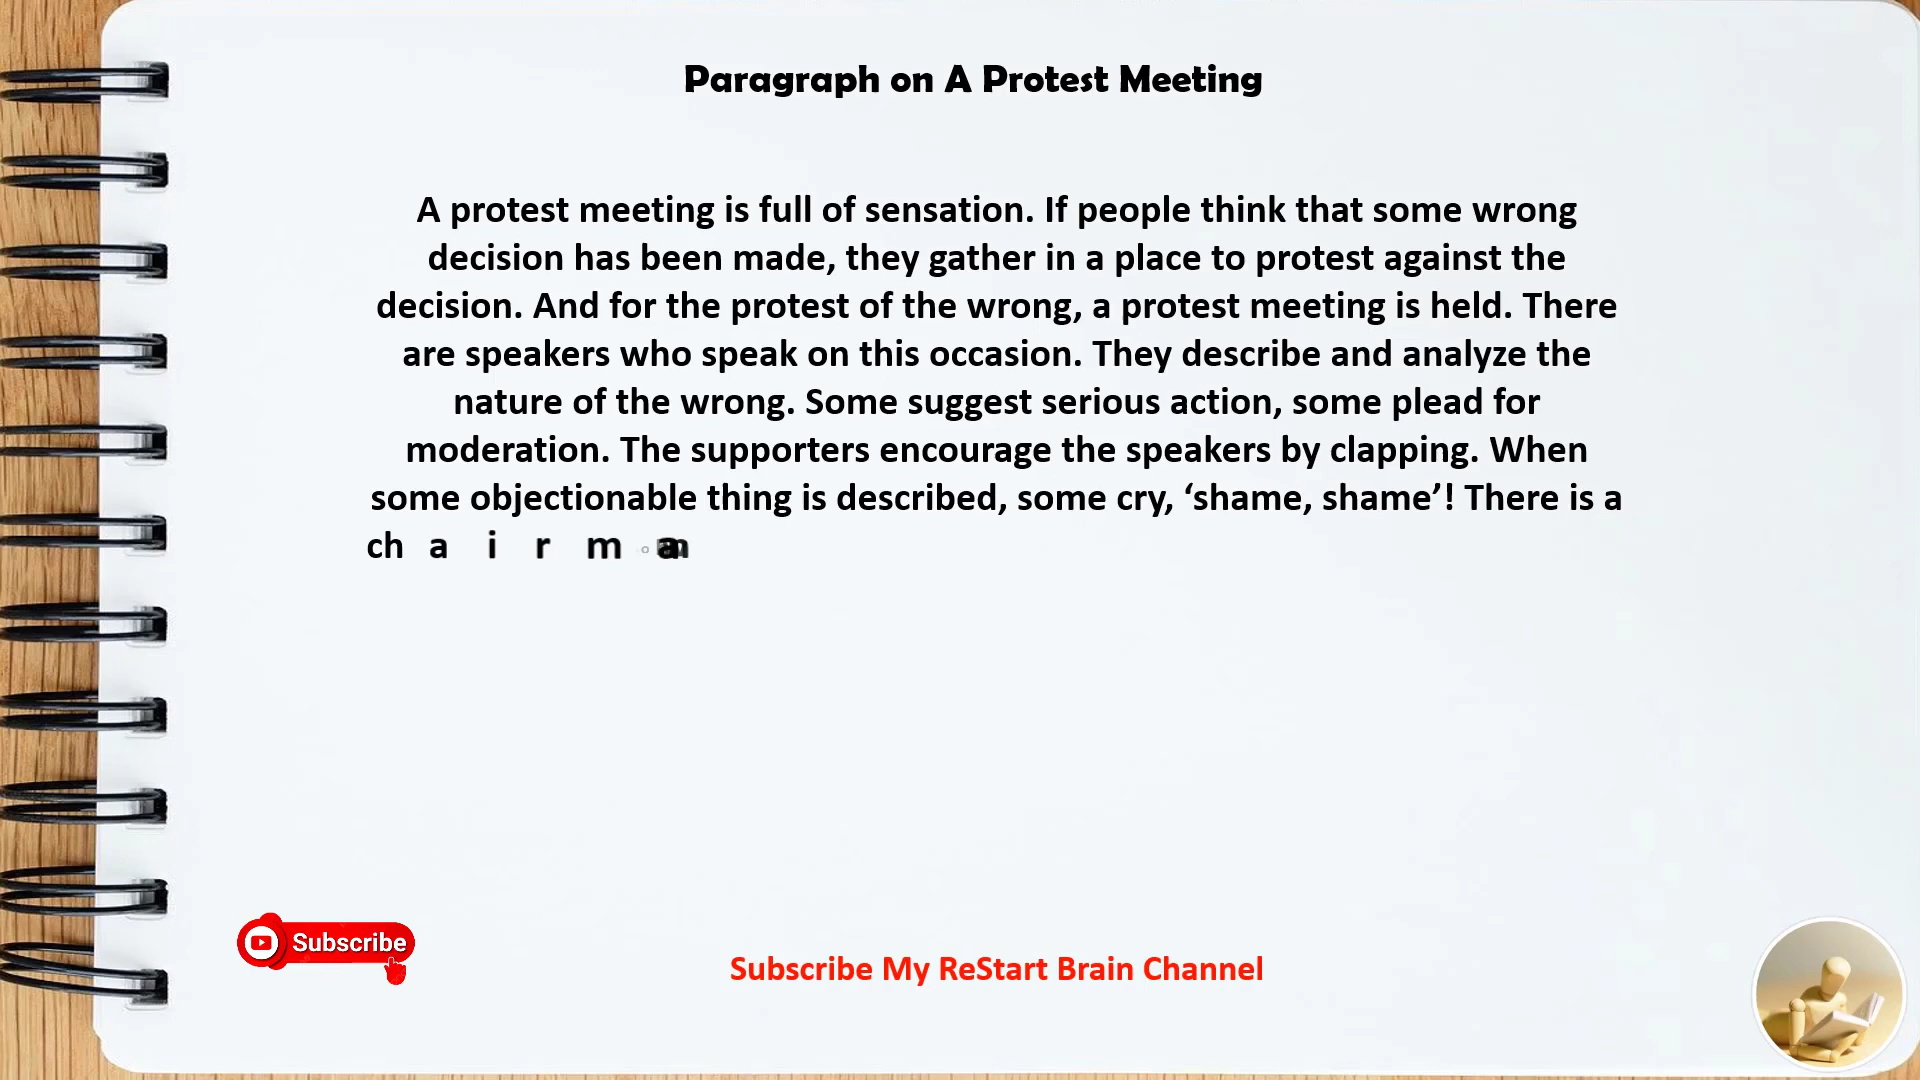 Paragraph on A Protest Meeting
A protest meeting is full of sensation. If people think that some wrong
decision has been made, they gather in a place to protest against the
decision. And for the protest of the wrong, a protest meeting is held. There
are speakers who speak on this occasion. They describe and analyze the
nature of the wrong. Some suggest serious action, some plead for
moderation. The supporters encourage the speakers by clapping. When
some objectionable thing is described, some cry, ‘shame, shame’! There is a
chairman
Subscribe
Subscribe My ReStart Brain Channel